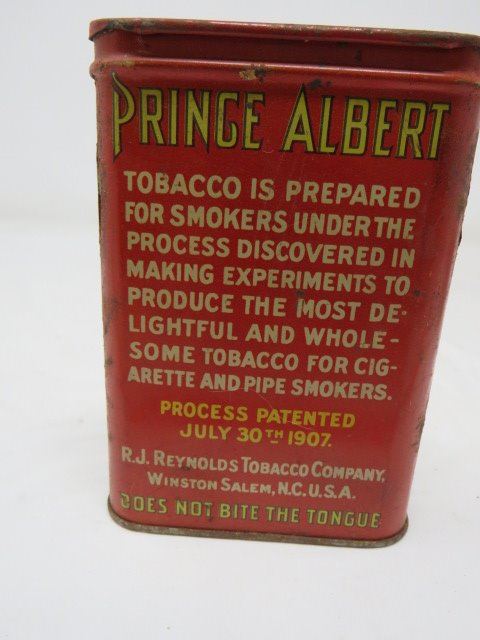 PRINCE ALBERT
TOBACCO IS PREPARED
FOR SMOKERS UNDER THE
PROCESS DISCOVERED IN
MAKING EXPERIMENTS TO
PRODUCE THE MOST DE-
LIGHTFUL AND WHOLE-
SOME TOBACCO FOR CIG-
ARETTE AND PIPE SMOKERS.
PROCESS PATENTED
JULY 30TH 1907.
R.J. REYNOLDS TOBACCO COMPANY,
WINSTON SALEM, N.C. U.S.A.
DOES NOT BITE THE TONGUE